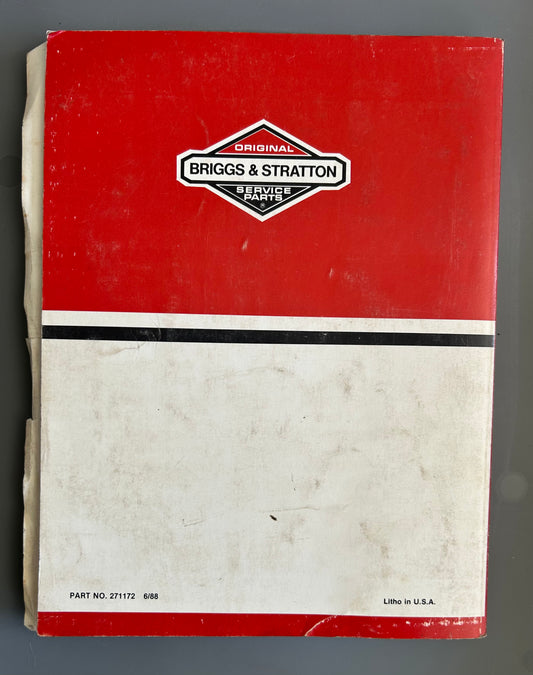 ORIGINAL
BRIGGS & STRATTON
SERVICE
PARTS
®
PART NO. 271172 6/88
Litho in U.S.A.